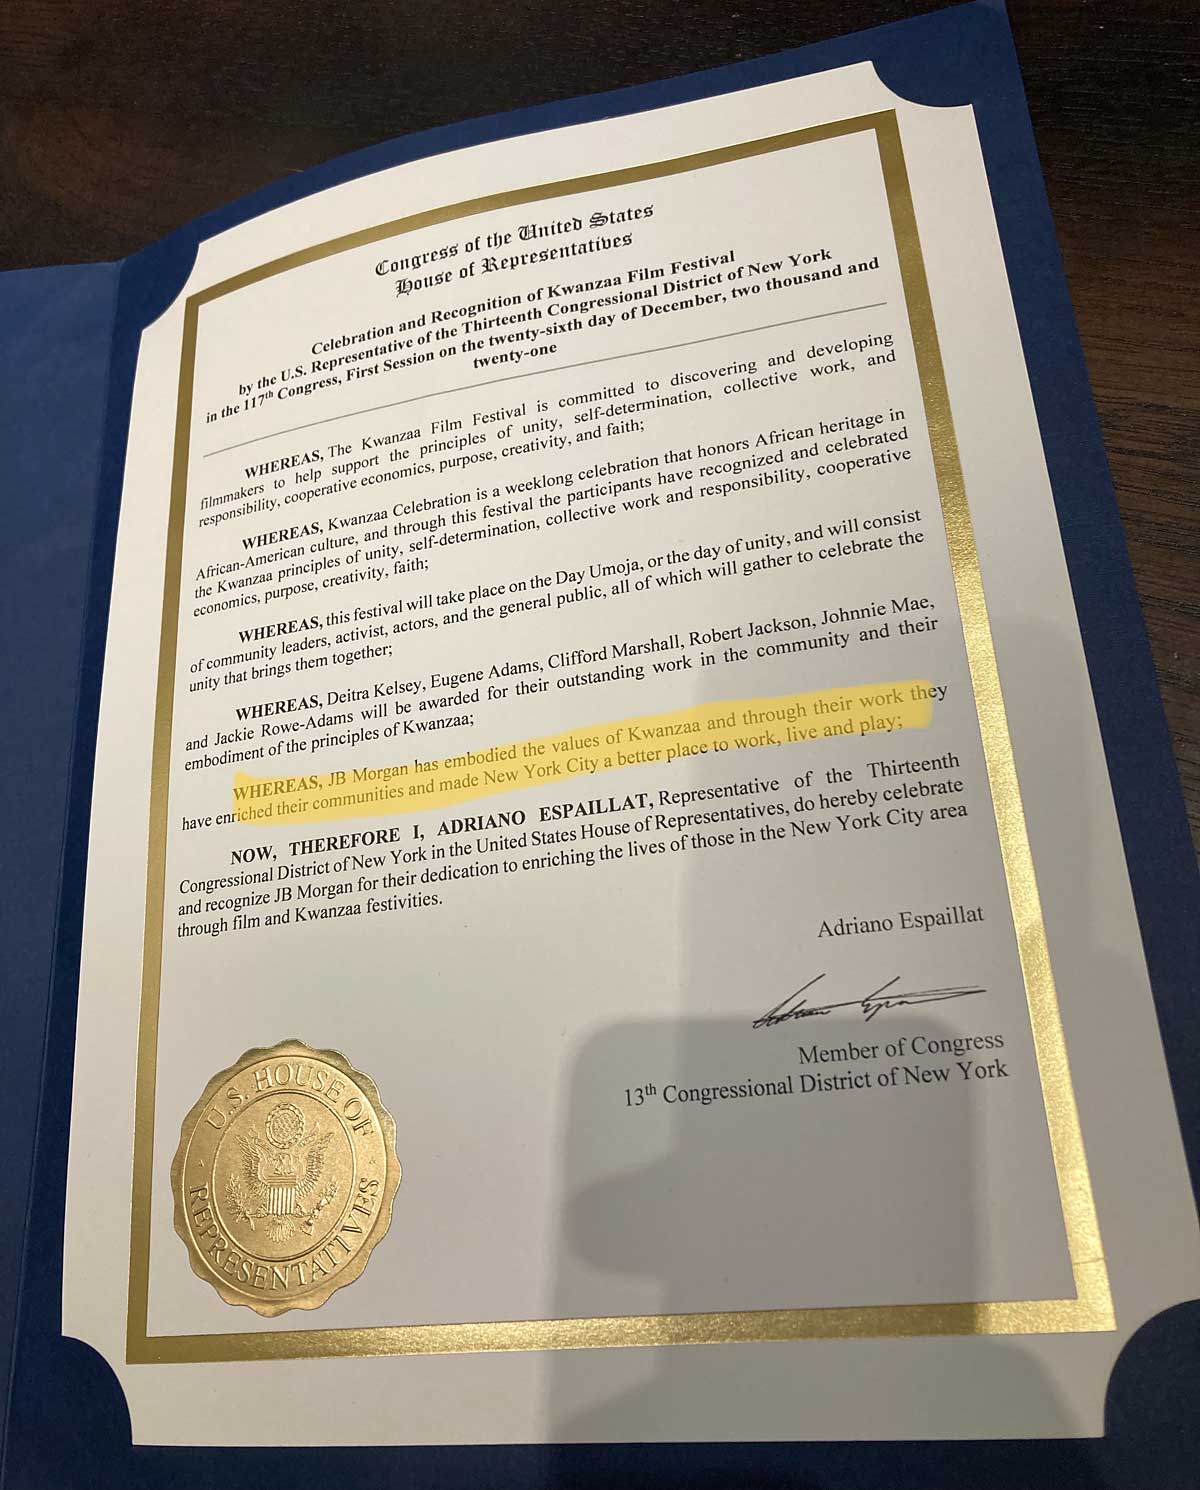 Congress of the United States
House of Representatives
Celebration and Recognition of Kwanzaa Film Festival
by the U.S. Representative of the Thirteenth Congressional District of New York
in the 117th Congress, First Session on the twenty-sixth day of December, two thousand and
twenty-one
WHEREAS, The Kwanzaa Film Festival is committed to discovering and developing
filmmakers to help support the principles of unity, self-determination, collective work, and
responsibility, cooperative economics, purpose, creativity, and faith;
WHEREAS, Kwanzaa Celebration is a weeklong celebration that honors African heritage in
African-American culture, and through this festival the participants have recognized and celebrated
the Kwanzaa principles of unity, self-determination, collective work and responsibility, cooperative
economics, purpose, creativity, faith;
WHEREAS, this festival will take place on the Day Umoja, or the day of unity, and will consist
of community leaders, activist, actors, and the general public, all of which will gather to celebrate the
unity that brings them together;
WHEREAS, Deitra Kelsey, Eugene Adams, Clifford Marshall, Robert Jackson, Johnnie Mae,
and Jackie Rowe-Adams will be awarded for their outstanding work in the community and their
embodiment of the principles of Kwanzaa;
WHEREAS, JB Morgan has embodied the values of Kwanzaa and through their work they
have enriched their communities and made New York City a better place to work, live and play;
NOW, THEREFORE I, ADRIANO ESPAILLAT, Representative of the Thirteenth
Congressional District of New York in the United States House of Representatives, do hereby celebrate
and recognize JB Morgan for their dedication to enriching the lives of those in the New York City area
through film and Kwanzaa festivities.
Adriano Espaillat
Member of Congress
13th Congressional District of New York
U.S. HOUSE OF
REPRESENTATIVES